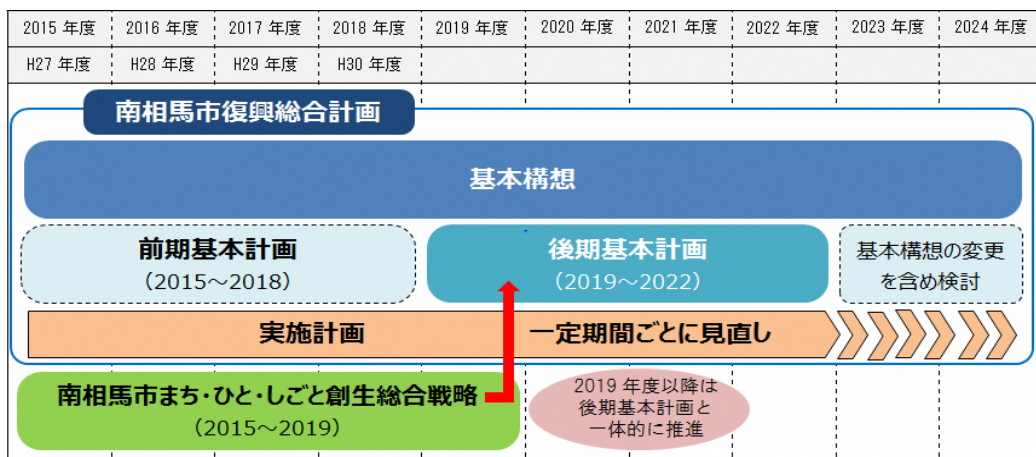 2015 年度 2016 年度 2017 年度 2018 年度 2019 年度 2020 年度 2021 年度 2022 年度 2023 年度 2024 年度
H27 年度 H28 年度 H29 年度 H30 年度
南相馬市復興総合計画
基本構想
前期基本計画
（2015～2018）
後期基本計画
（2019～2022）
基本構想の変更
を含め検討
実施計画 一定期間ごとに見直し
南相馬市まち・ひと・しごと創生総合戦略
（2015～2019）
2019 年度以降は
後期基本計画と
一体的に推進